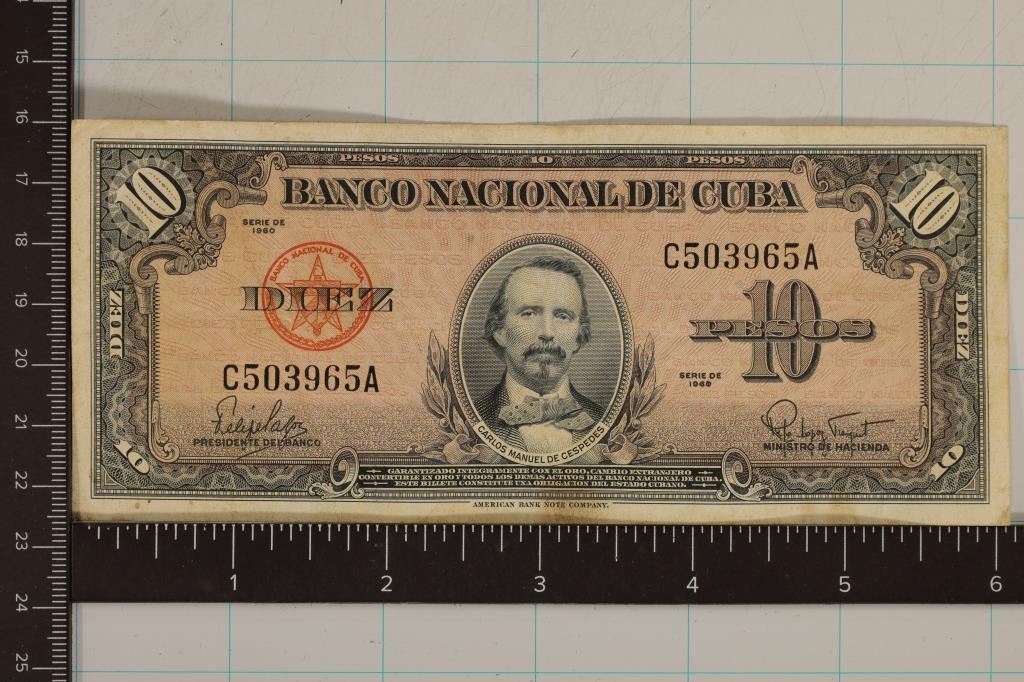 PESOS 10 PESOS
10 BANCO NACIONAL DE CUBA 10
SERIE DE
1960
BANCO NACIONAL DE CUBA
DIEZ
C503965A
C503965A
10
PESOS
SERIE DE
1960
DIEZ
DIEZ
PRESIDENTE DEL BANCO
MINISTRO DE HACIENDA
CARLOS MANUEL DE CESPEDES
10
10
GARANTIZADO INTEGRAMENTE CON EL ORO, CAMBIO EXTRANJERO
CONVERTIBLE EN ORO Y TODOS LOS DEMAS ACTIVOS DEL BANCO NACIONAL DE CUBA.
ESTE BILLETE CONSTITUYE UNA OBLIGACION DEL ESTADO CUBANO.
AMERICAN BANK NOTE COMPANY.
1 2 3 4 5 6
15
16
17
18
19
20
21
22
23
24
25